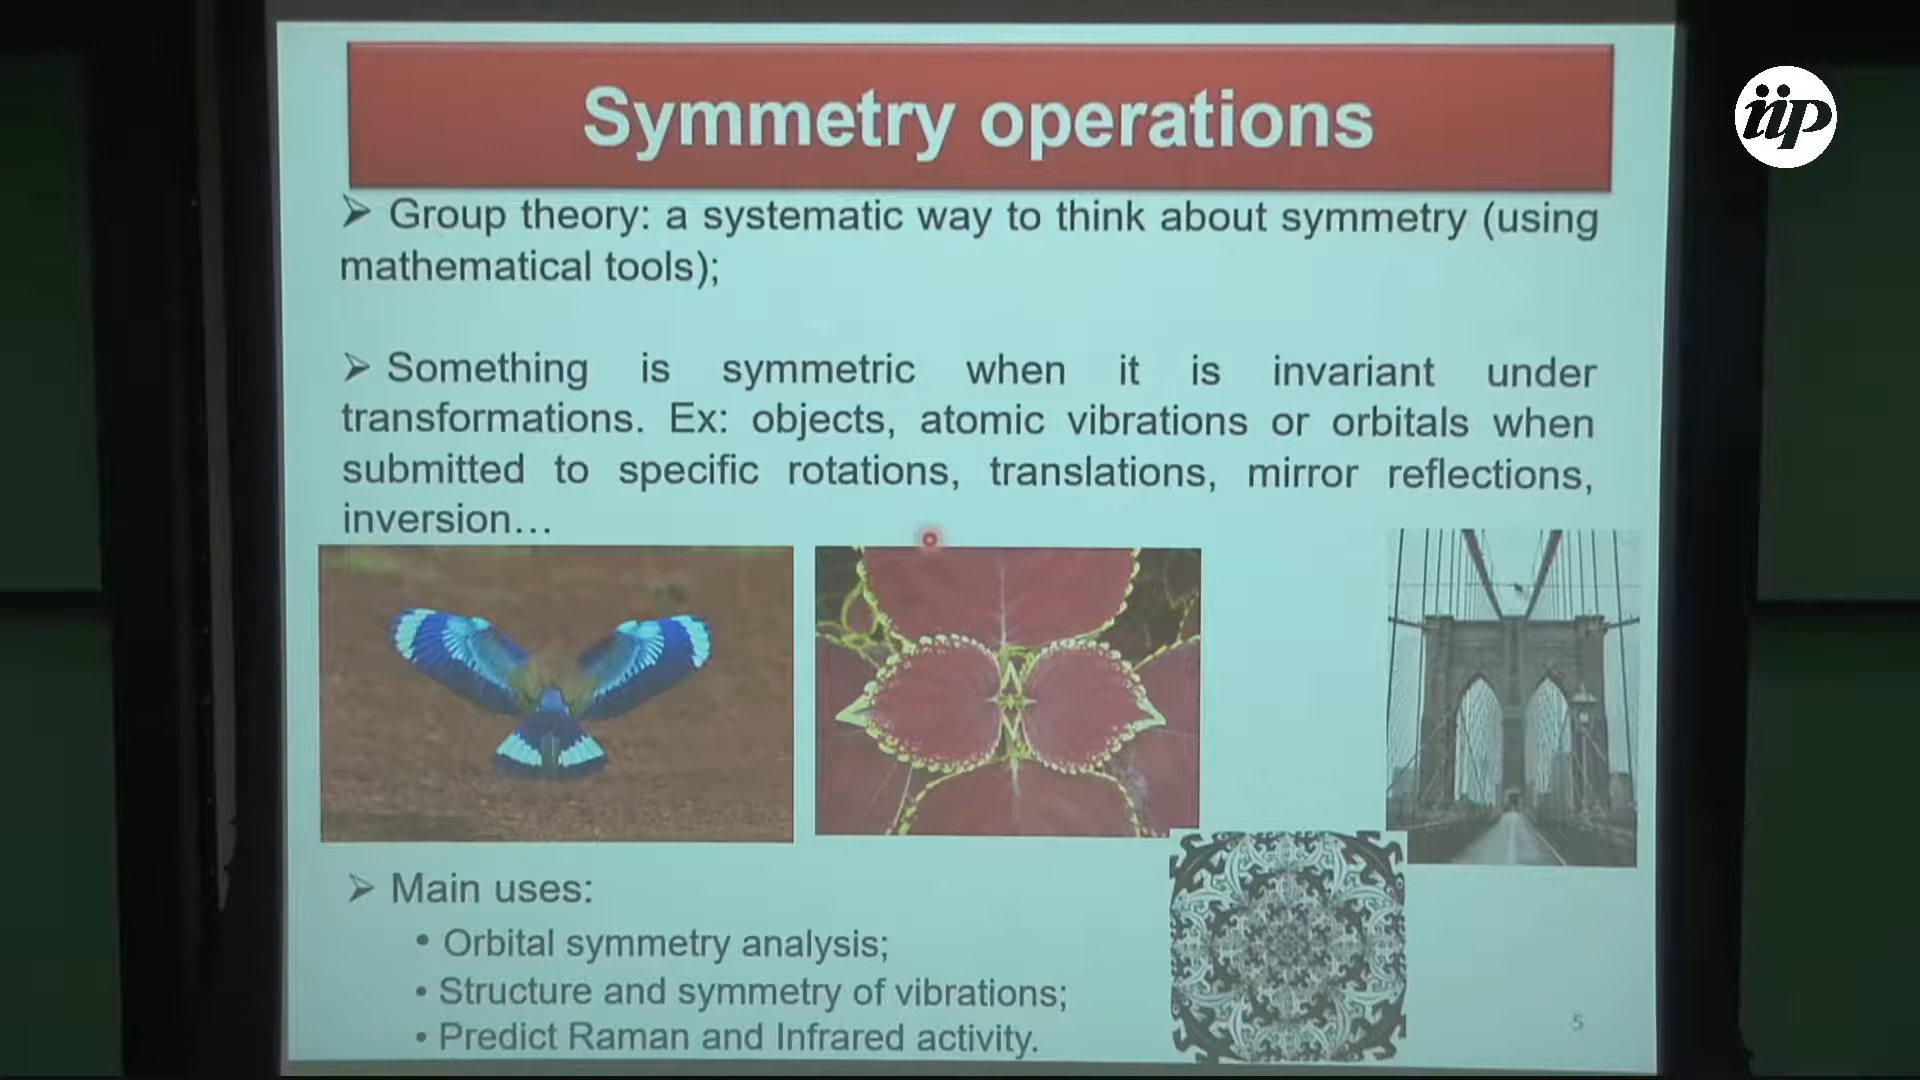 Symmetry operations
iip
➢ Group theory: a systematic way to think about symmetry (using
mathematical tools);
➢ Something is symmetric when it is invariant under
transformations. Ex: objects, atomic vibrations or orbitals when
submitted to specific rotations, translations, mirror reflections,
inversion…
➢ Main uses:
• Orbital symmetry analysis;
• Structure and symmetry of vibrations;
• Predict Raman and Infrared activity.
5